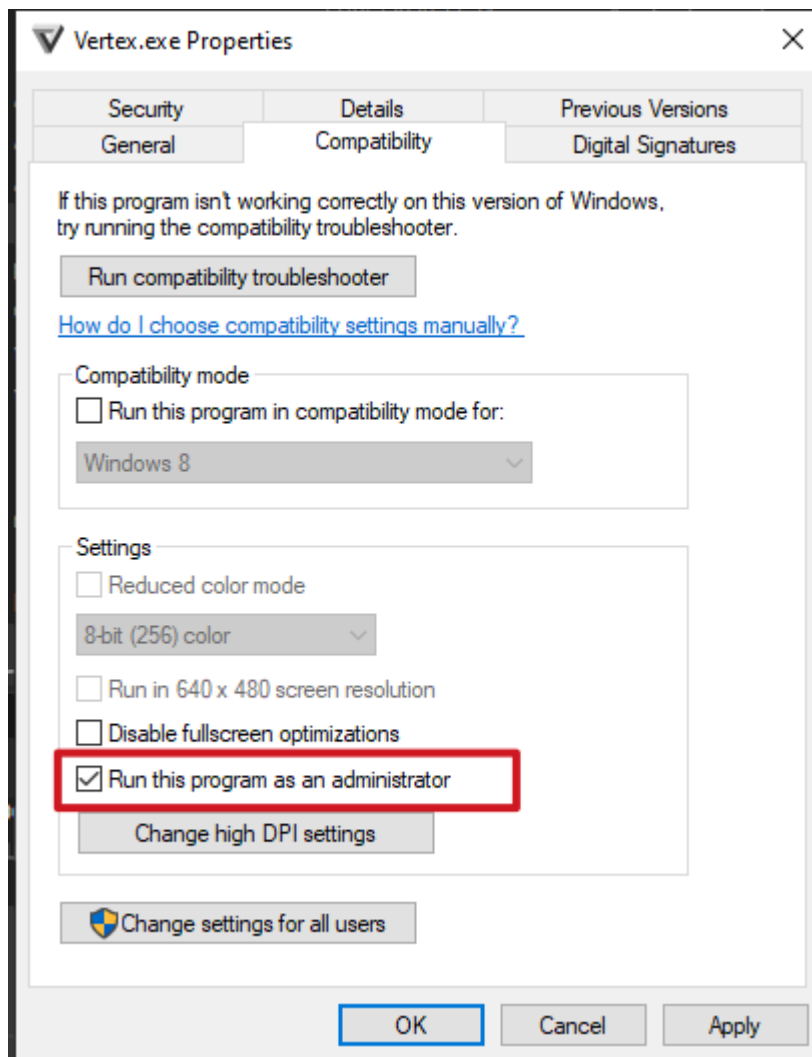 Vertex.exe Properties
Security Details Previous Versions
General Compatibility Digital Signatures
If this program isn't working correctly on this version of Windows,
try running the compatibility troubleshooter.
Run compatibility troubleshooter
How do I choose compatibility settings manually?
Compatibility mode
Run this program in compatibility mode for:
Windows 8
Settings
Reduced color mode
8-bit (256) color
Run in 640 x 480 screen resolution
Disable fullscreen optimizations
Run this program as an administrator
Change high DPI settings
Change settings for all users
OK Cancel Apply